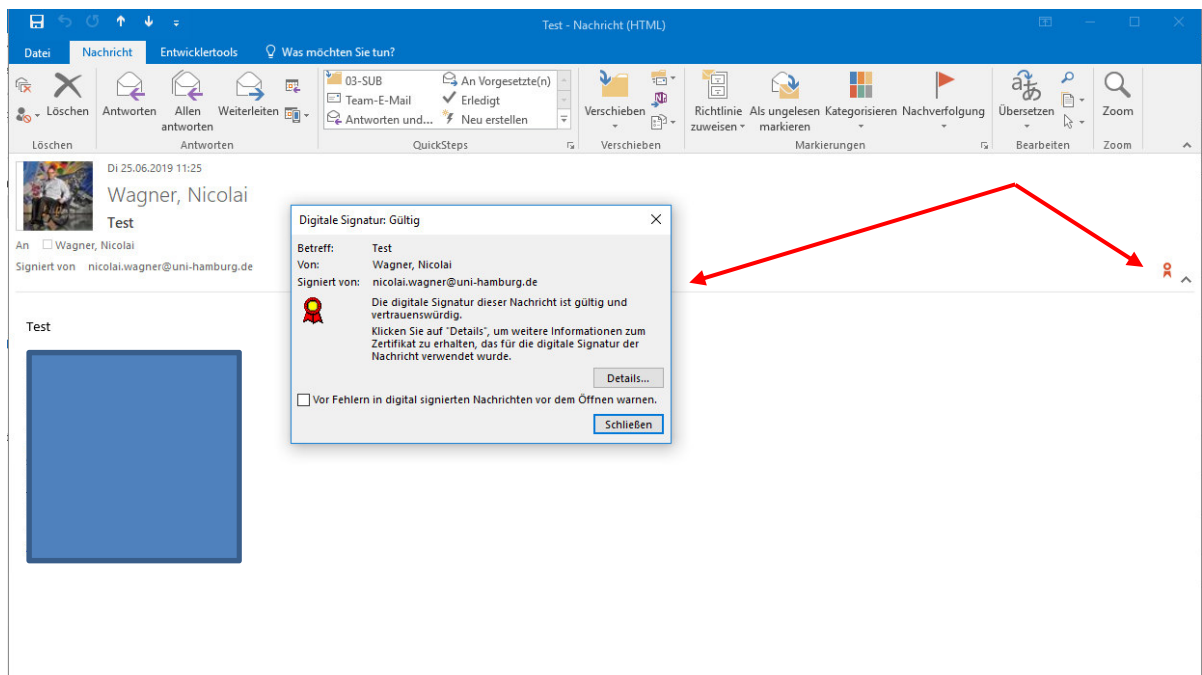 Test - Nachricht (HTML)
Datei Nachricht Entwicklertools Was möchten Sie tun?
Löschen
Antworten
Allen
antworten
Weiterleiten
03-SUB
Team-E-Mail
Antworten und...
An Vorgesetzte(n)
Erledigt
Neu erstellen
Verschieben
Richtlinie
zuweisen
Als ungelesen
markieren
Kategorisieren
Nachverfolgung
Übersetzen
Zoom
Löschen Antworten QuickSteps Verschieben Markierungen Bearbeiten Zoom
Di 25.06.2019 11:25
Wagner, Nicolai
Test
An Wagner, Nicolai
Signiert von nicolai.wagner@uni-hamburg.de
Test
Digitale Signatur: Gültig
Betreff: Test
Von: Wagner, Nicolai
Signiert von: nicolai.wagner@uni-hamburg.de
Die digitale Signatur dieser Nachricht ist gültig und
vertrauenswürdig.
Klicken Sie auf "Details", um weitere Informationen zum
Zertifikat zu erhalten, das für die digitale Signatur der
Nachricht verwendet wurde.
Details...
Vor Fehlern in digital signierten Nachrichten vor dem Öffnen warnen.
Schließen